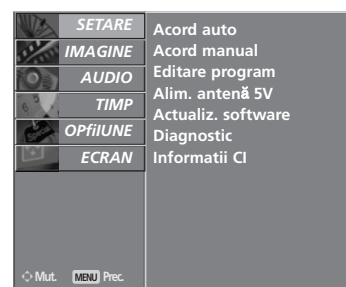 SETARE
IMAGINE
AUDIO
TIMP
OPfiIUNE
ECRAN
Acord auto
Acord manual
Editare program
Alim. antenă 5V
Actualiz. software
Diagnostic
Informatii CI
Mut. MENU Prec.